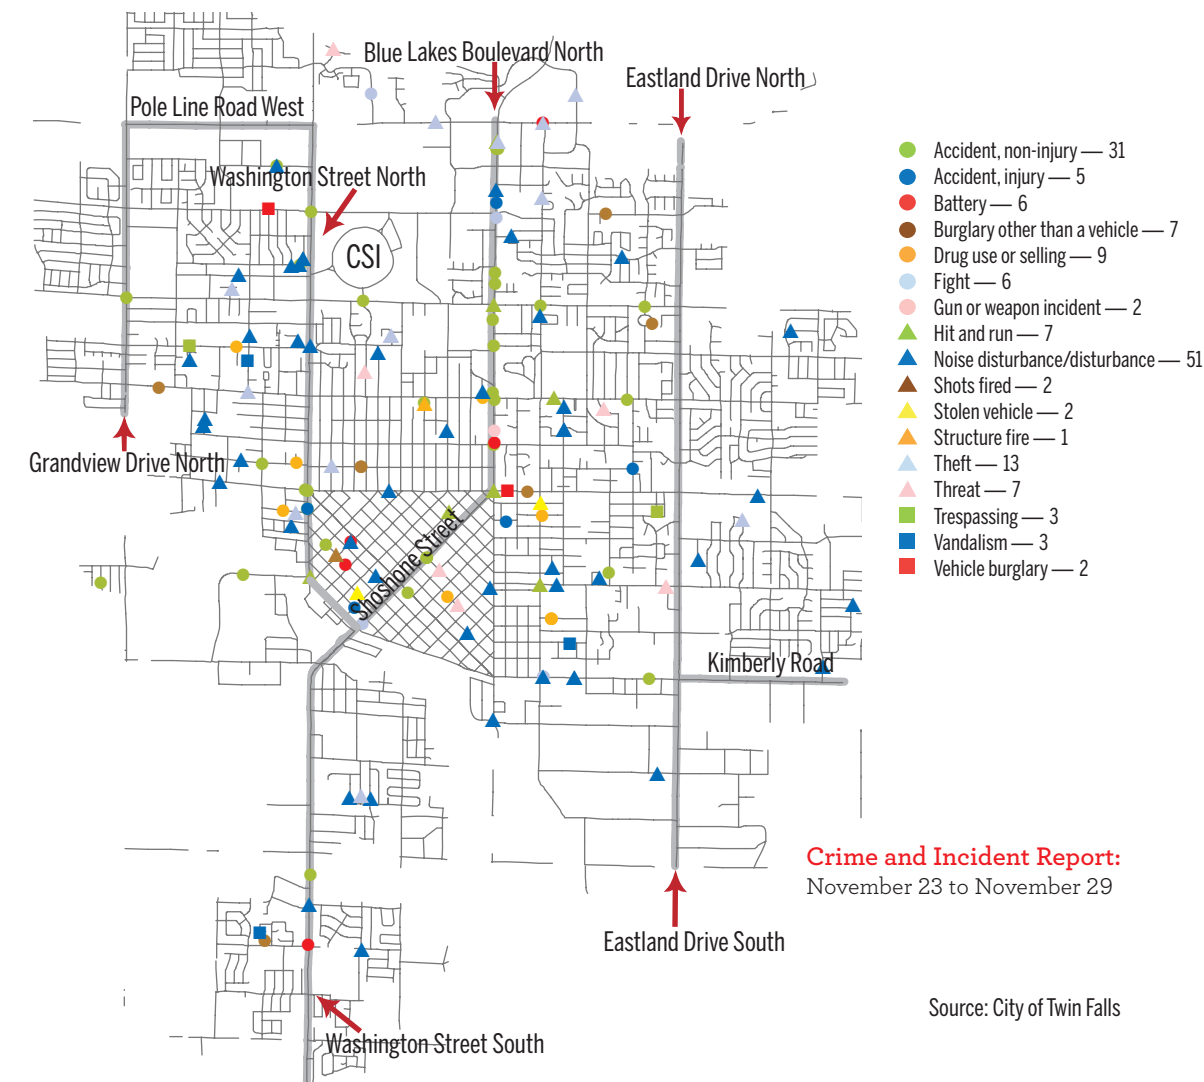 Blue Lakes Boulevard North
Eastland Drive North
Pole Line Road West
Washington Street North
CSI
Grandview Drive North
Shoshone Street
Kimberly Road
Eastland Drive South
Washington Street South
Accident, non-injury — 31
Accident, injury — 5
Battery — 6
Burglary other than a vehicle — 7
Drug use or selling — 9
Fight — 6
Gun or weapon incident — 2
Hit and run — 7
Noise disturbance/disturbance — 51
Shots fired — 2
Stolen vehicle — 2
Structure fire — 1
Theft — 13
Threat — 7
Trespassing — 3
Vandalism — 3
Vehicle burglary — 2
Crime and Incident Report:
November 23 to November 29
Source: City of Twin Falls